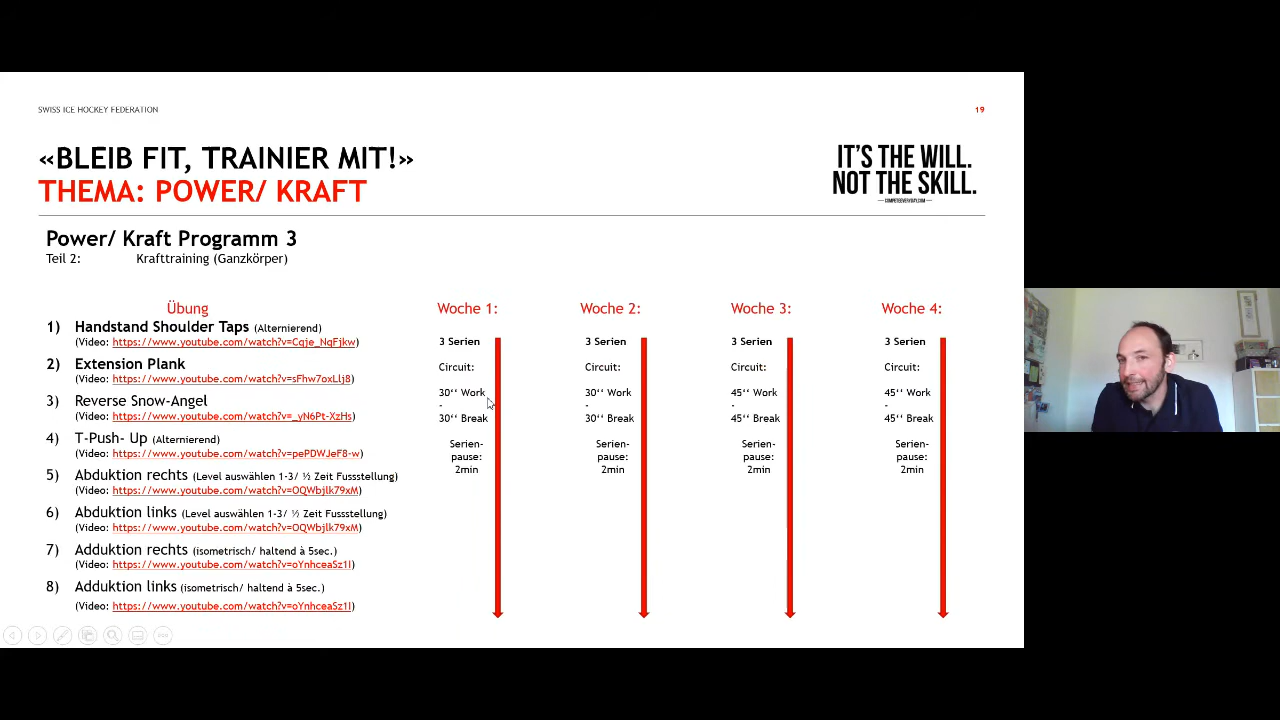 SWISS ICE HOCKEY FEDERATION
19
«BLEIB FIT, TRAINIER MIT!»
THEMA: POWER/ KRAFT
IT'S THE WILL.
NOT THE SKILL.
COMPETEEVERYDAY.COM
Power/ Kraft Programm 3
Teil 2: Krafttraining (Ganzkörper)
Übung
1) Handstand Shoulder Taps (Alternierend)
(Video: https://www.youtube.com/watch?v=Cqje_NqFjkw)
2) Extension Plank
(Video: https://www.youtube.com/watch?v=sFhw7oxLlj8)
3) Reverse Snow-Angel
(Video: https://www.youtube.com/watch?v=_yN6Pt-XzHs)
4) T-Push- Up (Alternierend)
(Video: https://www.youtube.com/watch?v=pePDWJeF8-w)
5) Abduktion rechts (Level auswählen 1-3/ ½ Zeit Fussstellung)
(Video: https://www.youtube.com/watch?v=OQWbjlk79xM)
6) Abduktion links (Level auswählen 1-3/ ½ Zeit Fussstellung)
(Video: https://www.youtube.com/watch?v=OQWbjlk79xM)
7) Adduktion rechts (isometrisch/ haltend à 5sec.)
(Video: https://www.youtube.com/watch?v=oYnhceaSz1I)
8) Adduktion links (isometrisch/ haltend à 5sec.)
(Video: https://www.youtube.com/watch?v=oYnhceaSz1I)
Woche 1:
3 Serien
Circuit:
30‘‘ Work
-
30‘‘ Break
Serien-
pause:
2min
Woche 2:
3 Serien
Circuit:
30‘‘ Work
-
30‘‘ Break
Serien-
pause:
2min
Woche 3:
3 Serien
Circuit:
45‘‘ Work
-
45‘‘ Break
Serien-
pause:
2min
Woche 4:
3 Serien
Circuit:
45‘‘ Work
-
45‘‘ Break
Serien-
pause:
2min